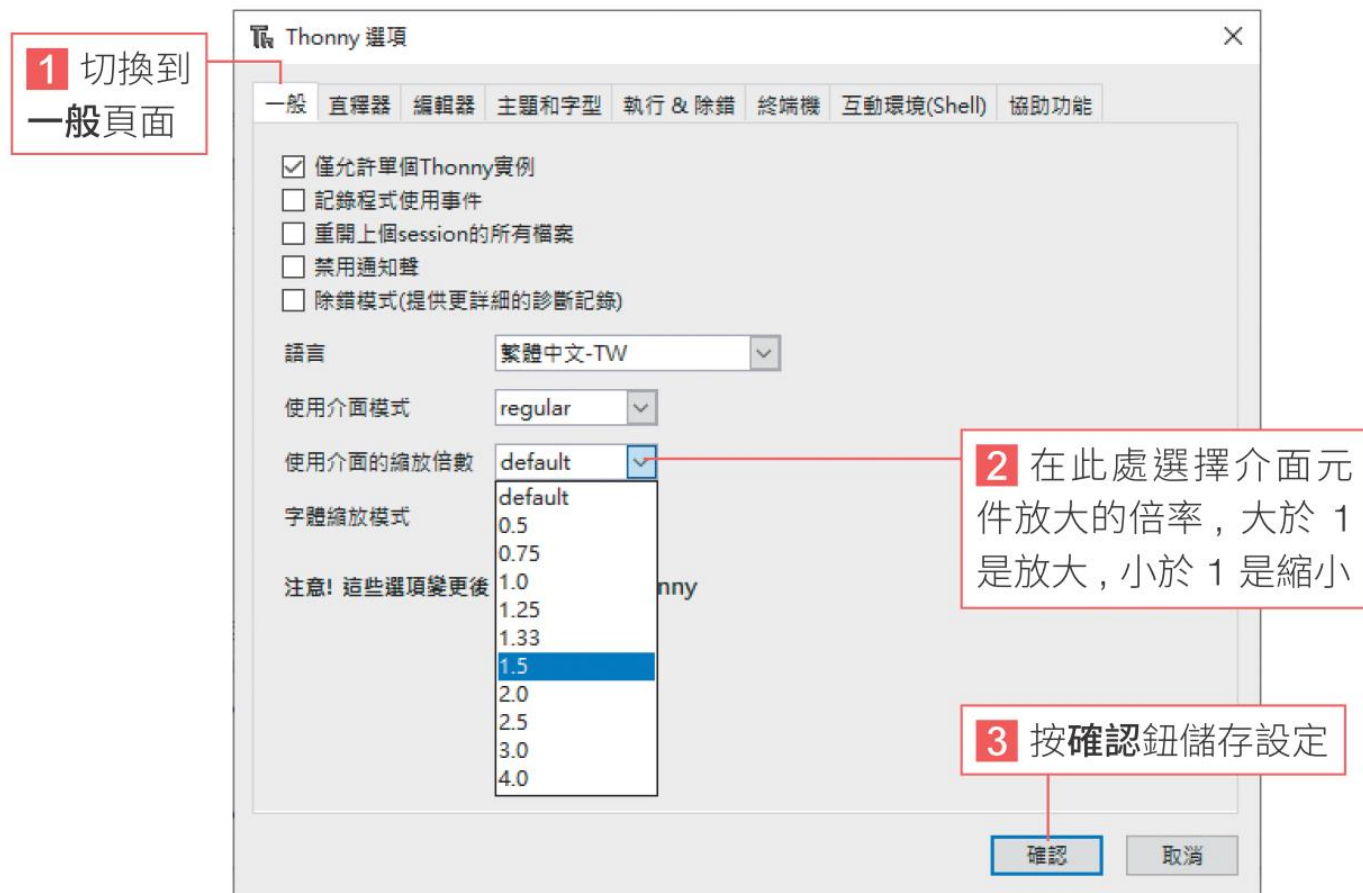 Thonny 選項
1 切換到
一般頁面
一般 直譯器 編輯器 主題和字型 執行 & 除錯 終端機 互動環境(Shell) 協助功能
僅允許單個Thonny實例
記錄程式使用事件
重開上個session的所有檔案
禁用通知聲
除錯模式(提供更詳細的診斷記錄)
語言 繁體中文-TW
使用介面模式 regular
使用介面的縮放倍數 default
字體縮放模式
注意! 這些選項變更後 nny
default
0.5
0.75
1.0
1.25
1.33
1.5
2.0
2.5
3.0
4.0
2 在此處選擇介面元
件放大的倍率 , 大於 1
是放大 , 小於 1 是縮小
3 按確認鈕儲存設定
確認 取消